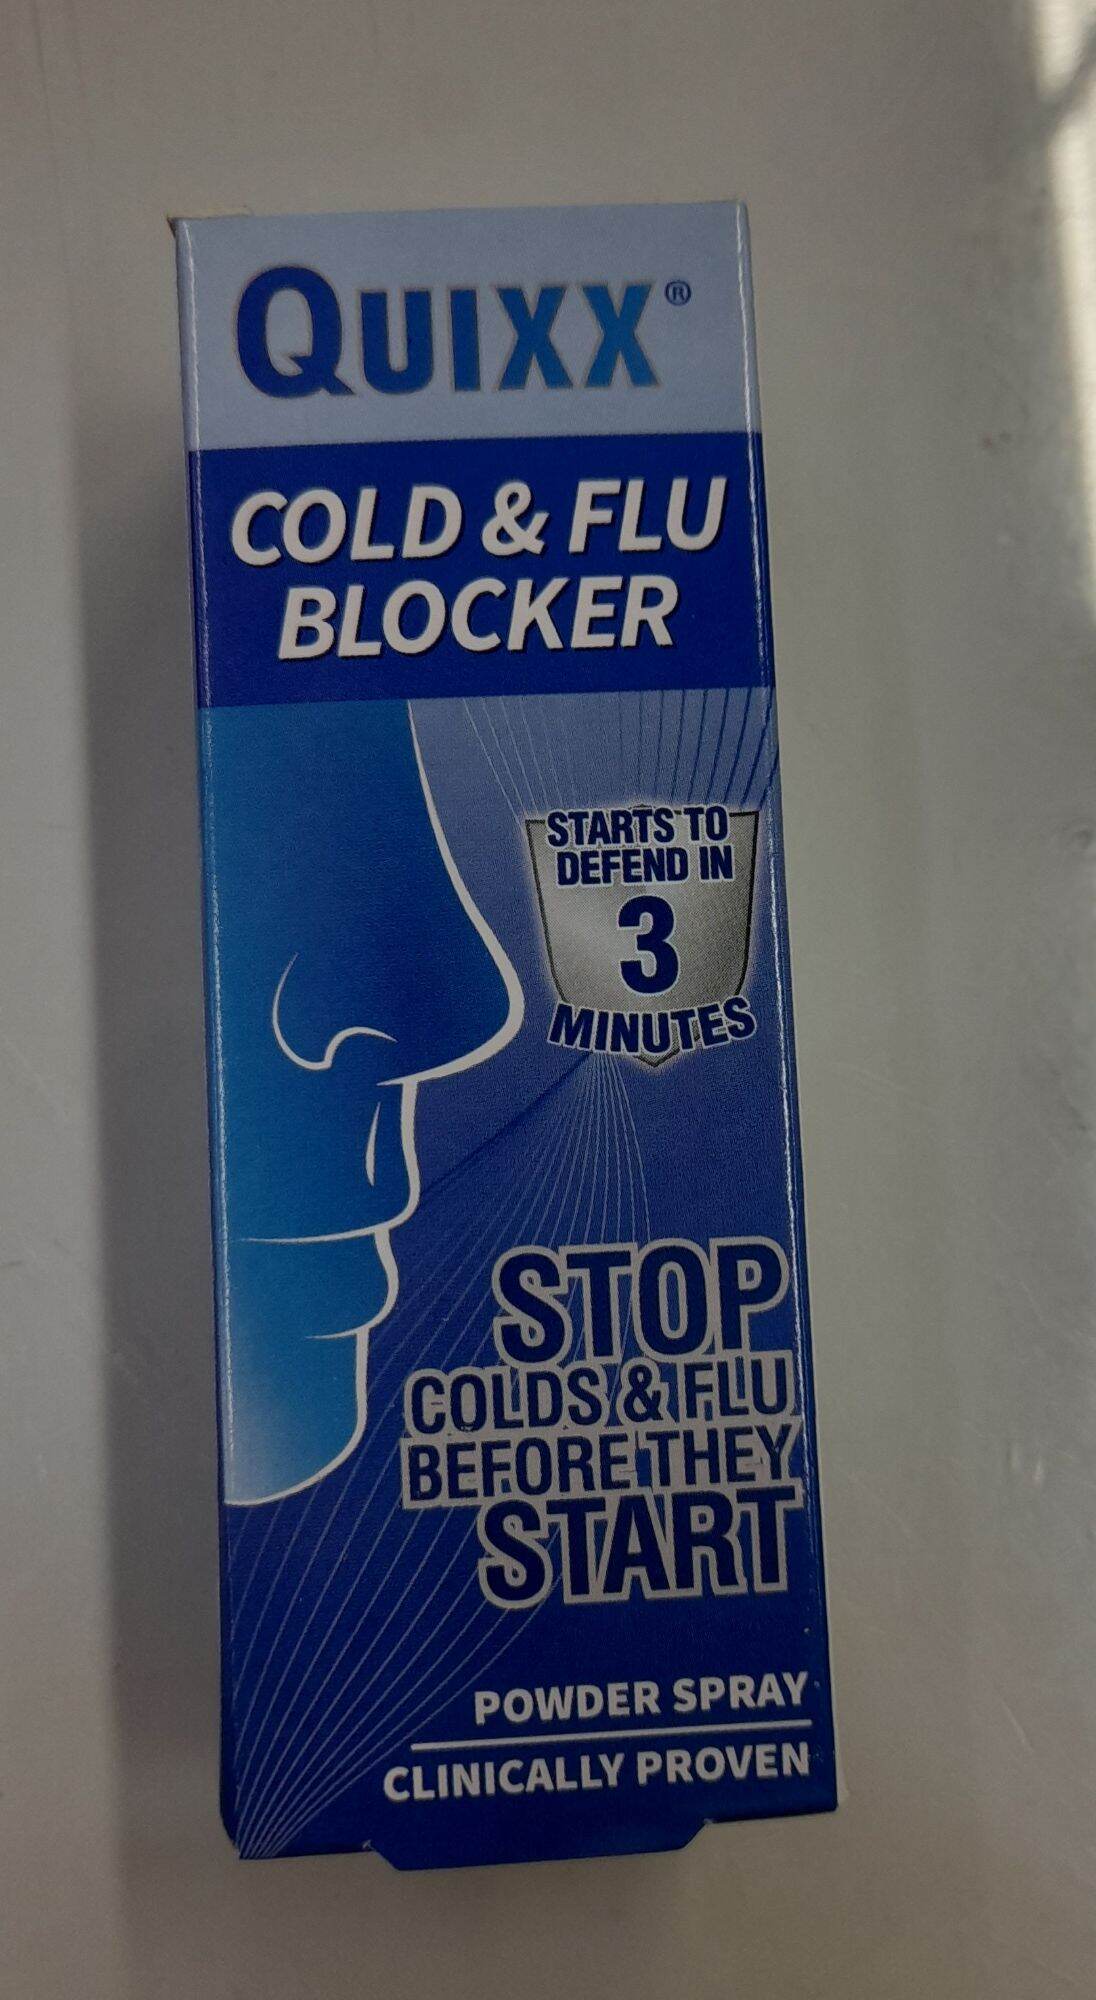 QUIXX®
COLD & FLU
BLOCKER
STARTS TO
DEFEND IN
3
MINUTES
STOP
COLDS & FLU
BEFORE THEY
START
POWDER SPRAY
CLINICALLY PROVEN